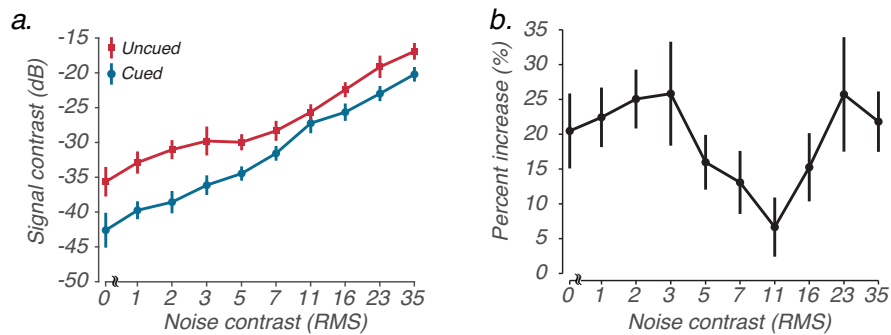 a.
Signal contrast (dB)
-15
-20
-25
-30
-35
-40
-45
-50
Uncued
Cued
0 1 2 3 5 7 11 16 23 35
Noise contrast (RMS)
b.
Percent increase (%)
35
30
25
20
15
10
5
0
0 1 2 3 5 7 11 16 23 35
Noise contrast (RMS)